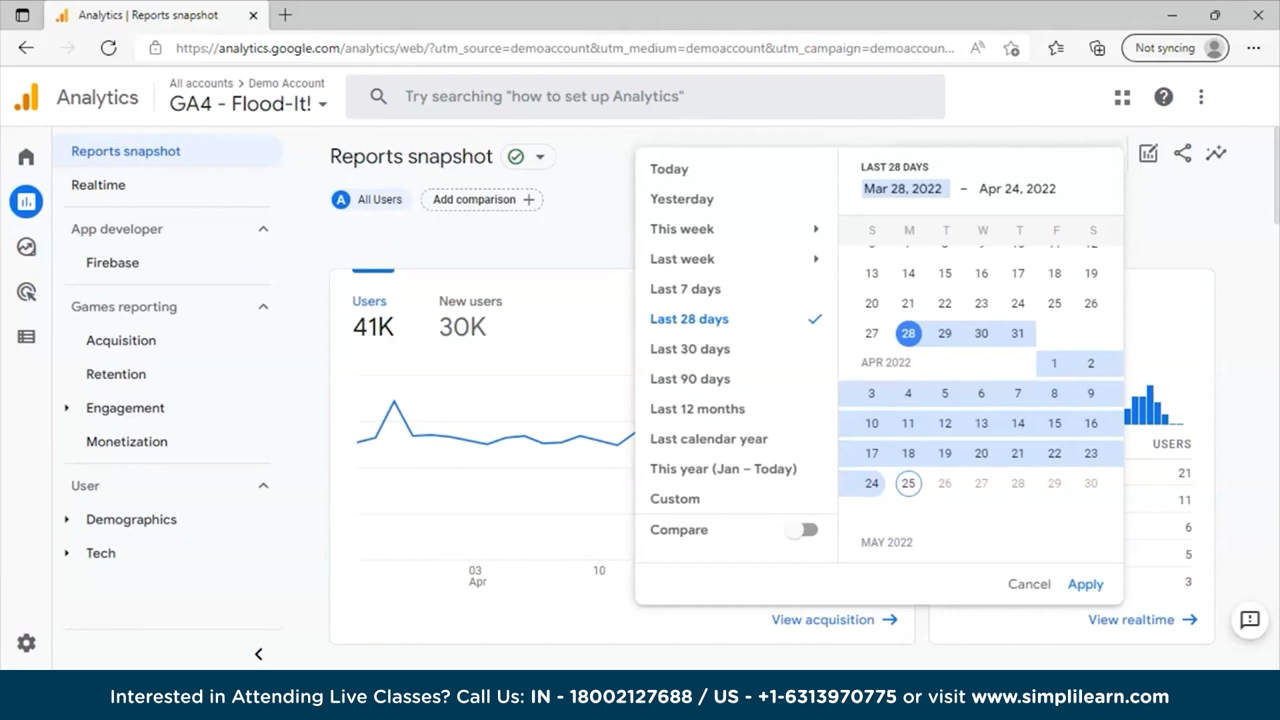 Analytics | Reports snapshot
https://analytics.google.com/analytics/web/?utm_source=demoaccount&utm_medium=demoaccount&utm_campaign=demoaccoun...
Not syncing
Analytics
All accounts > Demo Account
GA4 - Flood-It!
Try searching "how to set up Analytics"
Reports snapshot
Realtime
App developer
Firebase
Games reporting
Acquisition
Retention
Engagement
Monetization
User
Demographics
Tech
Reports snapshot
A All Users
Add comparison +
Users
41K
New users
30K
03
Apr
10
View acquisition
Today
Yesterday
This week
Last week
Last 7 days
Last 28 days
Last 30 days
Last 90 days
Last 12 months
Last calendar year
This year (Jan – Today)
Custom
Compare
LAST 28 DAYS
Mar 28, 2022 – Apr 24, 2022
S M T W T F S
13 14 15 16 17 18 19
20 21 22 23 24 25 26
27 28 29 30 31
APR 2022 1 2
3 4 5 6 7 8 9
10 11 12 13 14 15 16
17 18 19 20 21 22 23
24 25 26 27 28 29 30
MAY 2022
Cancel Apply
USERS
21
11
6
5
3
View realtime
Interested in Attending Live Classes? Call Us: IN - 18002127688 / US - +1-6313970775 or visit www.simplilearn.com